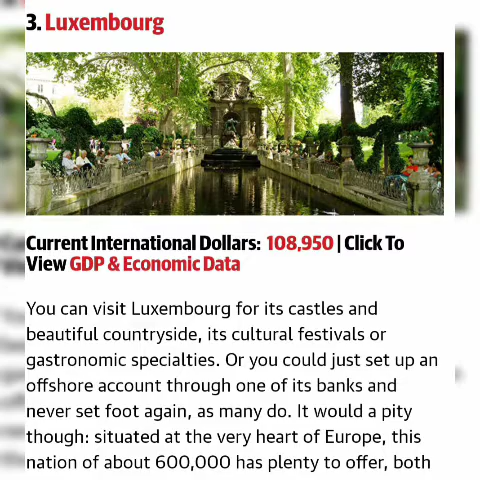 3. Luxembourg
Current International Dollars: 108,950 | Click To
View GDP & Economic Data
You can visit Luxembourg for its castles and
beautiful countryside, its cultural festivals or
gastronomic specialties. Or you could just set up an
offshore account through one of its banks and
never set foot again, as many do. It would a pity
though: situated at the very heart of Europe, this
nation of about 600,000 has plenty to offer, both